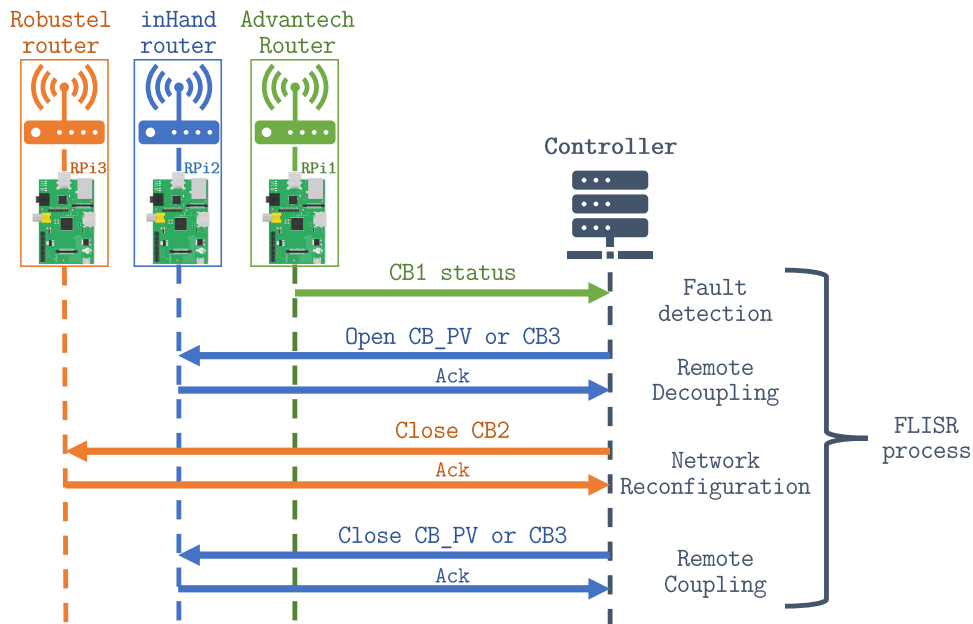 Robustel
router
inHand
router
Advantech
Router
RPi3
RPi2
RPi1
Controller
CB1 status
Fault
detection
Open CB_PV or CB3
Ack
Remote
Decoupling
Close CB2
Ack
Network
Reconfiguration
Close CB_PV or CB3
Ack
Remote
Coupling
FLISR
process